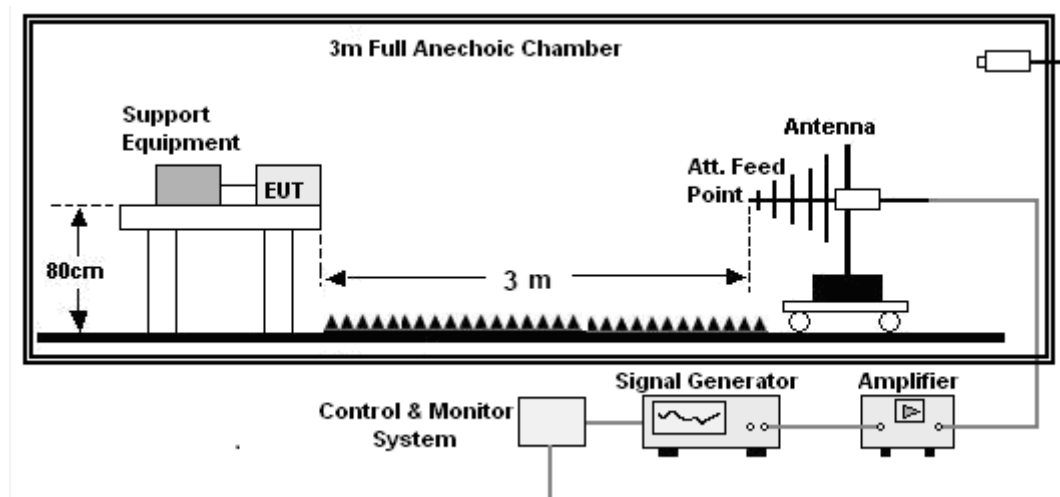 3m Full Anechoic Chamber
Support
Equipment
EUT
80cm
Antenna
Att. Feed
Point
3 m
Signal Generator
Amplifier
Control & Monitor
System